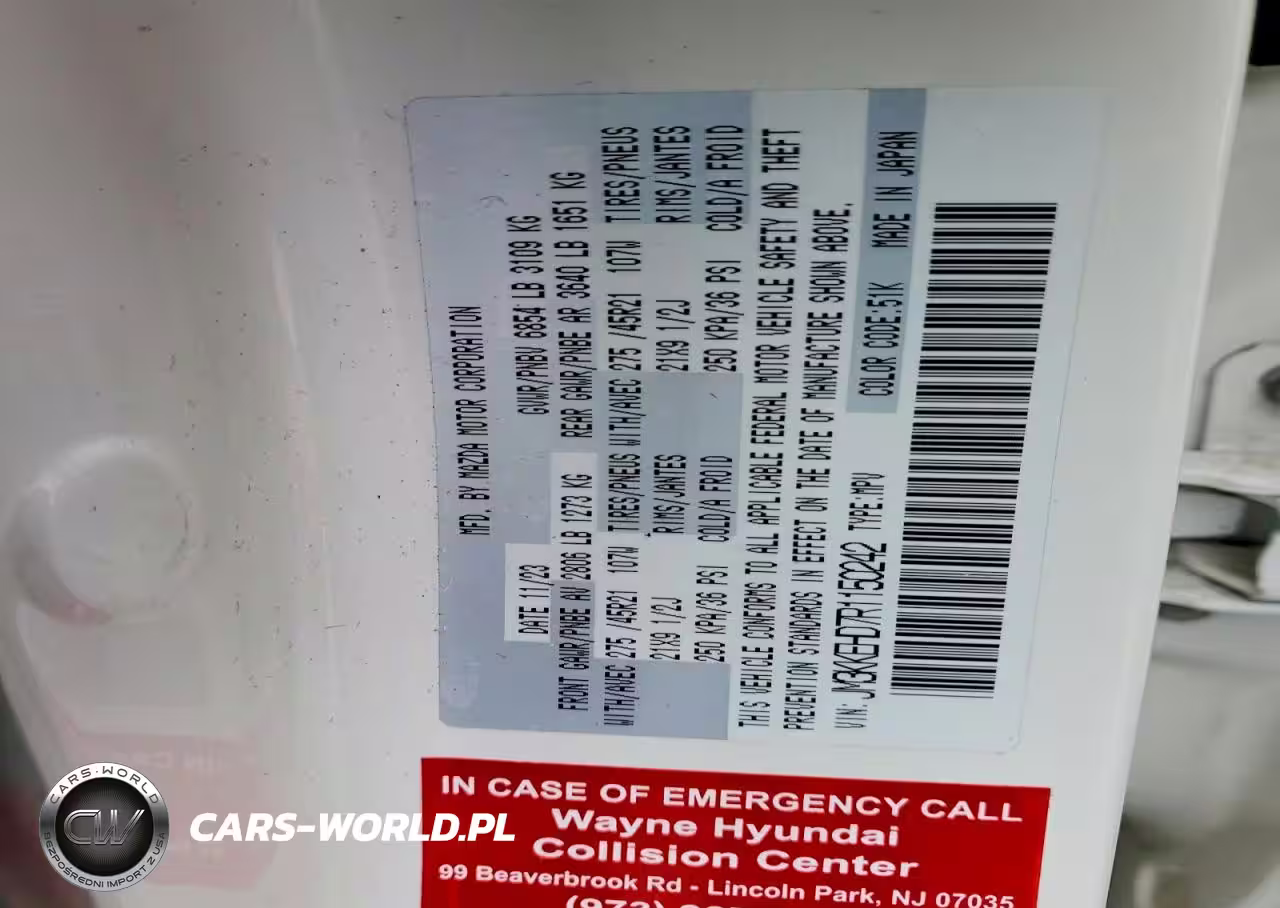 MFD. BY MAZDA MOTOR CORPORATION
DATE 11/23 GVWR/PNBV 6854 LB 3109 KG
FRONT GAWR/PNBE AV 2806 LB 1273 KG REAR GAWR/PNBE AR 3640 LB 1651 KG
WITH/AVEC 275 /45R21 107W TIRES/PNEUS WITH/AVEC 275 /45R21 107W TIRES/PNEUS
21X9 1/2J RIMS/JANTES 21X9 1/2J RIMS/JANTES
250 KPA/36 PSI COLD/A FROID 250 KPA/36 PSI COLD/A FROID
THIS VEHICLE CONFORMS TO ALL APPLICABLE FEDERAL MOTOR VEHICLE SAFETY AND THEFT
PREVENTION STANDARDS IN EFFECT ON THE DATE OF MANUFACTURE SHOWN ABOVE.
VIN: JM3KKEHD7R1150242 TYPE:MPV COLOR CODE:51K MADE IN JAPAN
IN CASE OF EMERGENCY CALL
Wayne Hyundai
Collision Center
99 Beaverbrook Rd - Lincoln Park, NJ 07035
CARS-WORLD
CW
BEZPOŚREDNI IMPORT Z USA
CARS-WORLD.PL